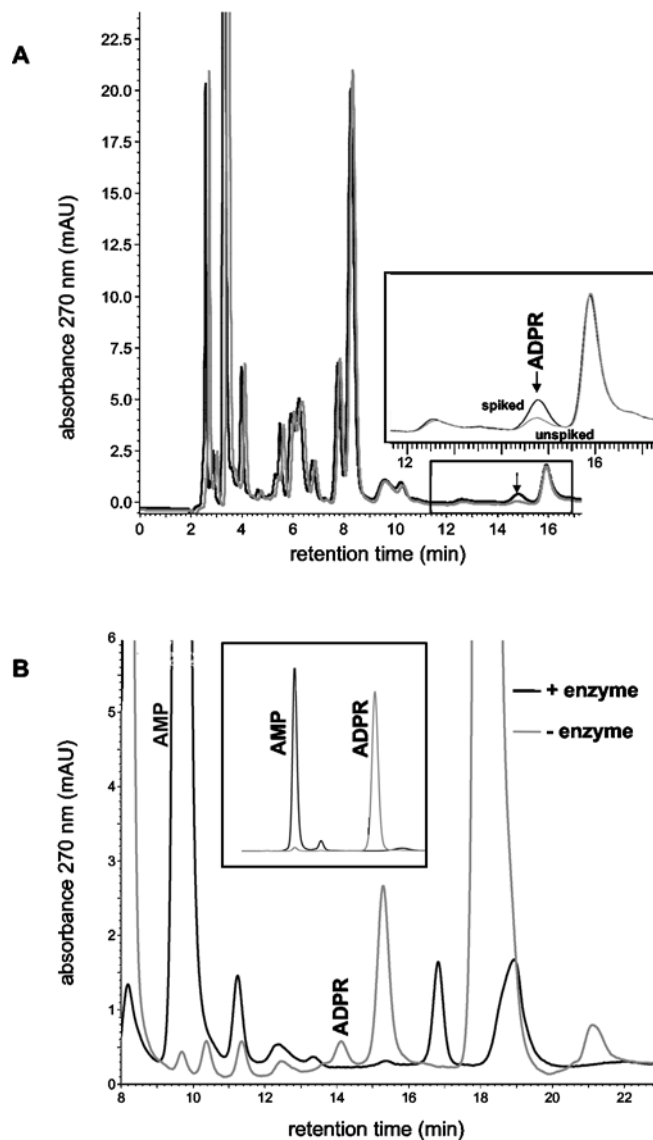 A
absorbance 270 nm (mAU)
22.5
20.0
17.5
15.0
12.5
10.0
7.5
5.0
2.5
0.0
ADPR
spiked
unspiked
12
16
0
2
4
6
8
10
12
14
16
retention time (min)
B
absorbance 270 nm (mAU)
6
5
4
3
2
1
0
AMP
AMP
ADPR
+ enzyme
- enzyme
ADPR
8
10
12
14
16
18
20
22
retention time (min)